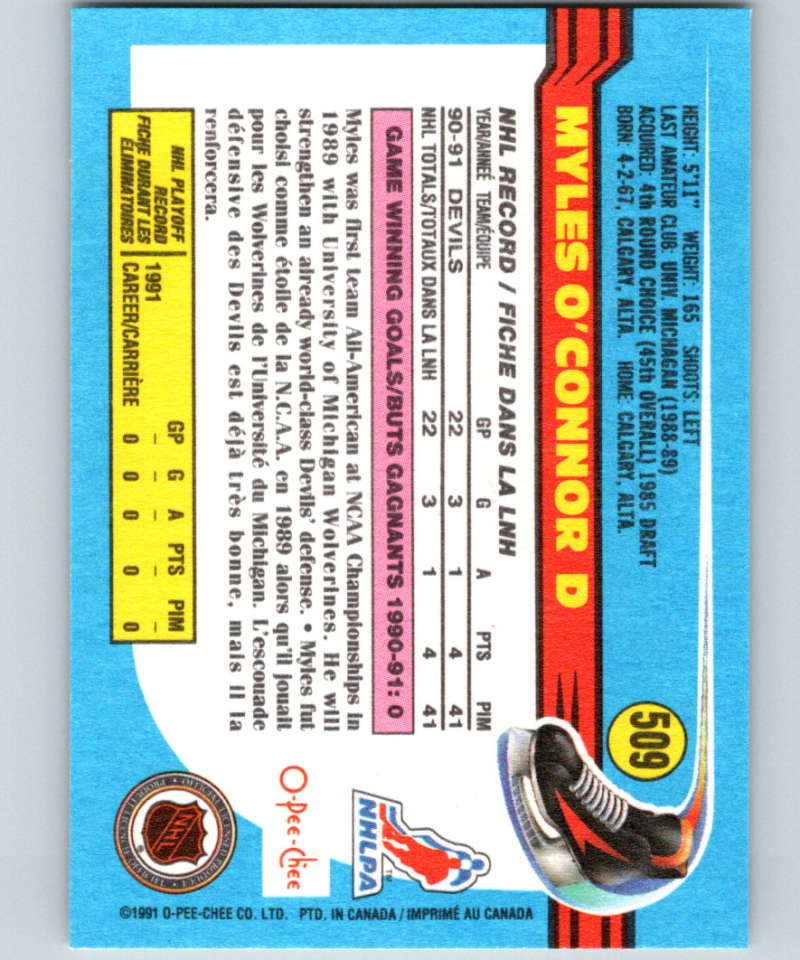 HEIGHT: 5'11" WEIGHT: 165 SHOOTS: LEFT
LAST AMATEUR CLUB: UNIV. MICHAGAN (1988-89)
ACQUIRED: 4th ROUND CHOICE (45th OVERALL) 1985 DRAFT
BORN: 4-2-67, CALGARY, ALTA. HOME: CALGARY, ALTA.
509
MYLES O'CONNOR D
NHL RECORD / FICHE DANS LA LNH
YEAR/ANNÉE TEAM/ÉQUIPE GP G A PTS PIM
90-91 DEVILS 22 3 1 4 41
NHL TOTALS/TOTAUX DANS LA LNH 22 3 1 4 41
GAME WINNING GOALS/BUTS GAGNANTS 1990-91: 0
Myles was first team All-American at NCAA Championships in
1989 with University of Michigan Wolverines. He will
strengthen an already world-class Devils' defense. • Myles fut
choisi comme étoile de la N.C.A.A. en 1989 alors qu'il jouait
pour les Wolverines de l'Université du Michigan. L'escouade
défensive des Devils est déjà très bonne, mais il la
renforcera.
NHL PLAYOFF
RECORD
FICHE DURANT LES
ÉLIMINATOIRES
GP G A PTS PIM
1991 – – – – –
CAREER/CARRIÈRE 0 0 0 0 0
NHLPA
TM
O-Pee-Chee
NHL
©1991 O-PEE-CHEE CO. LTD. PTD. IN CANADA / IMPRIMÉ AU CANADA